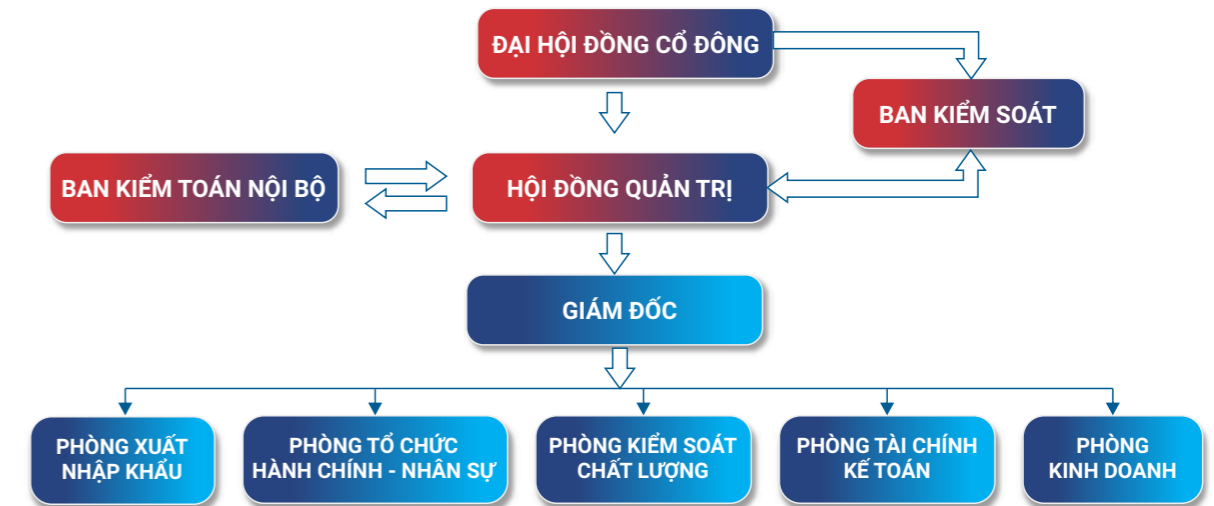 ĐẠI HỘI ĐỒNG CỔ ĐÔNG
BAN KIỂM SOÁT
BAN KIỂM TOÁN NỘI BỘ
HỘI ĐỒNG QUẢN TRỊ
GIÁM ĐỐC
PHÒNG XUẤT
NHẬP KHẨU
PHÒNG TỔ CHỨC
HÀNH CHÍNH - NHÂN SỰ
PHÒNG KIỂM SOÁT
CHẤT LƯỢNG
PHÒNG TÀI CHÍNH
KẾ TOÁN
PHÒNG
KINH DOANH